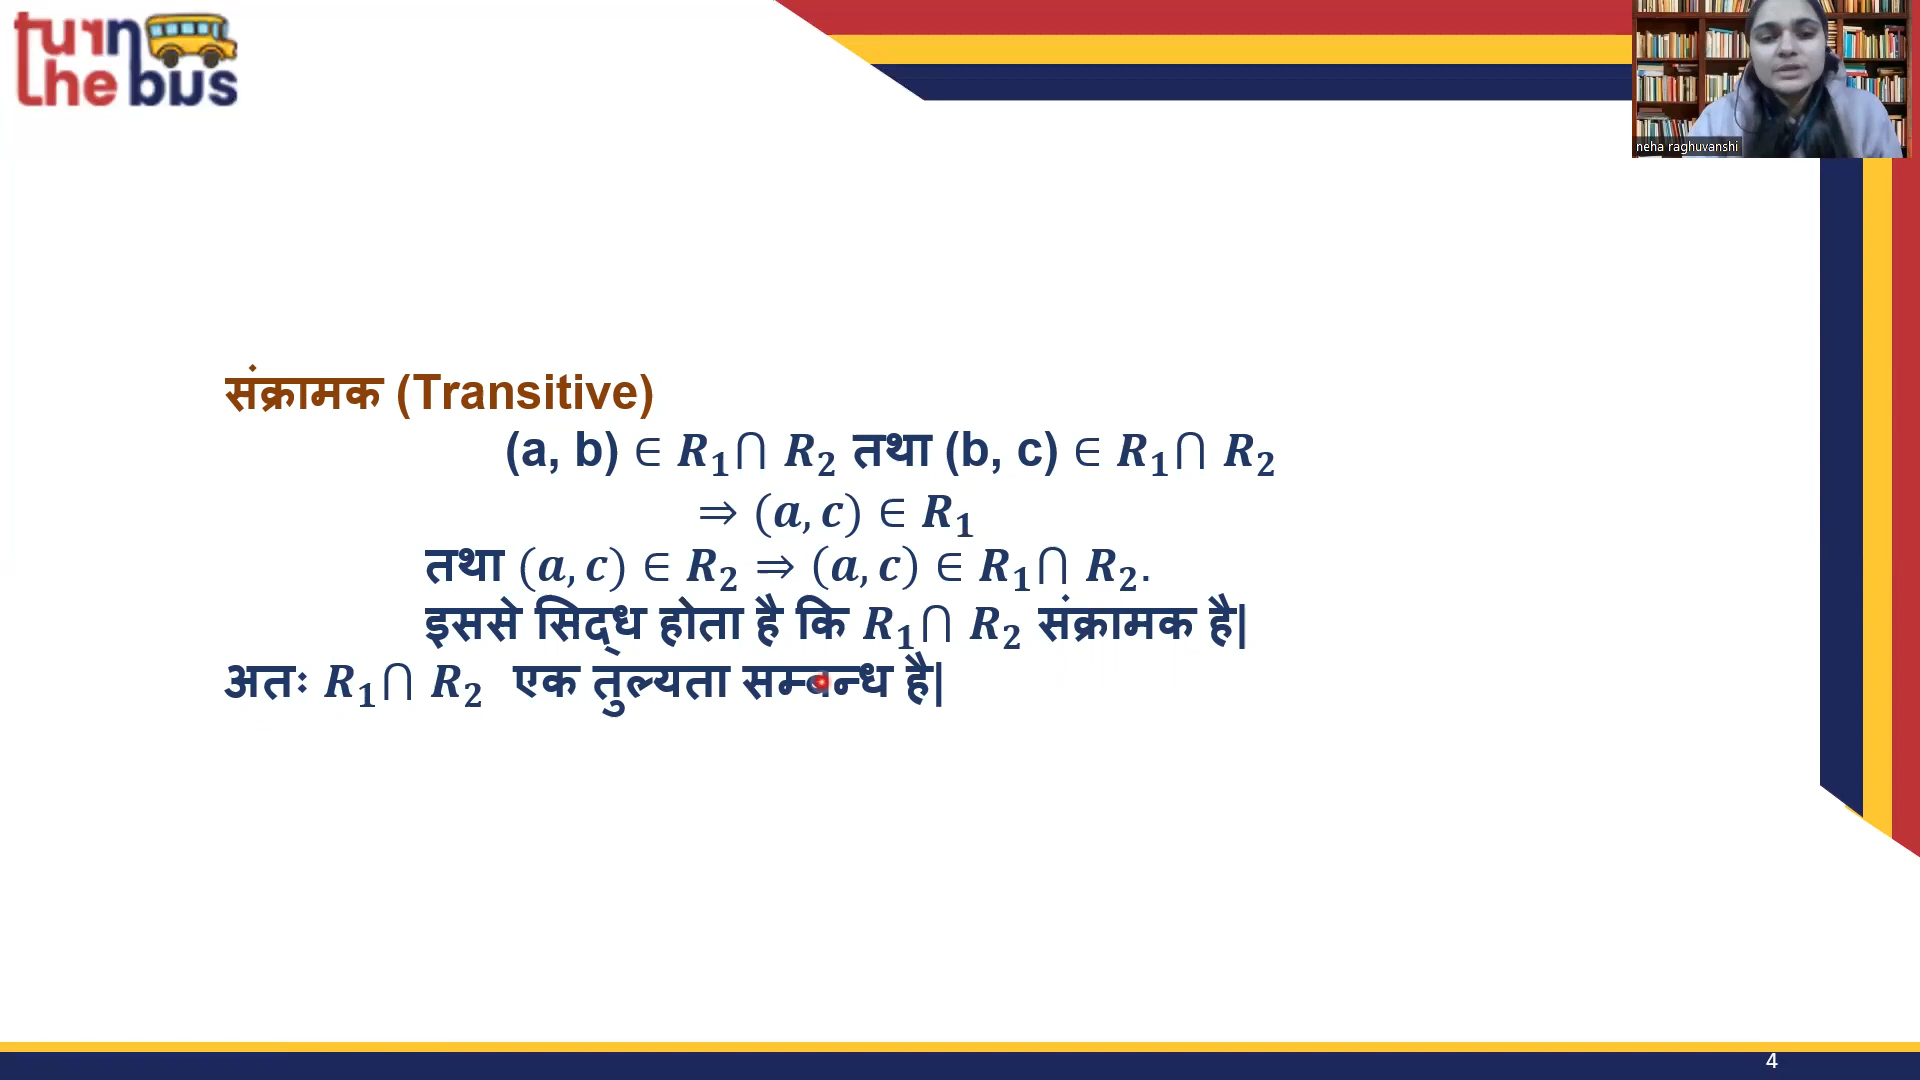 turn
the bus
neha raghuvanshi
संक्रामक (Transitive)
(a, b) ∈ R₁⋂ R₂ तथा (b, c) ∈ R₁⋂ R₂
⇒ (a, c) ∈ R₁
तथा (a, c) ∈ R₂ ⇒ (a, c) ∈ R₁⋂ R₂.
इससे सिद्ध होता है कि R₁⋂ R₂ संक्रामक है|
अतः R₁⋂ R₂ एक तुल्यता सम्बन्ध है|
4